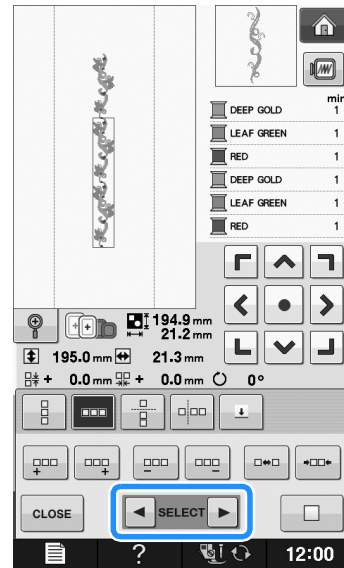 min
DEEP GOLD 1
LEAF GREEN 1
RED 1
DEEP GOLD 1
LEAF GREEN 1
RED 1
194.9 mm
21.2 mm
195.0 mm 21.3 mm
+ 0.0 mm + 0.0 mm 0°
CLOSE SELECT
? 12:00